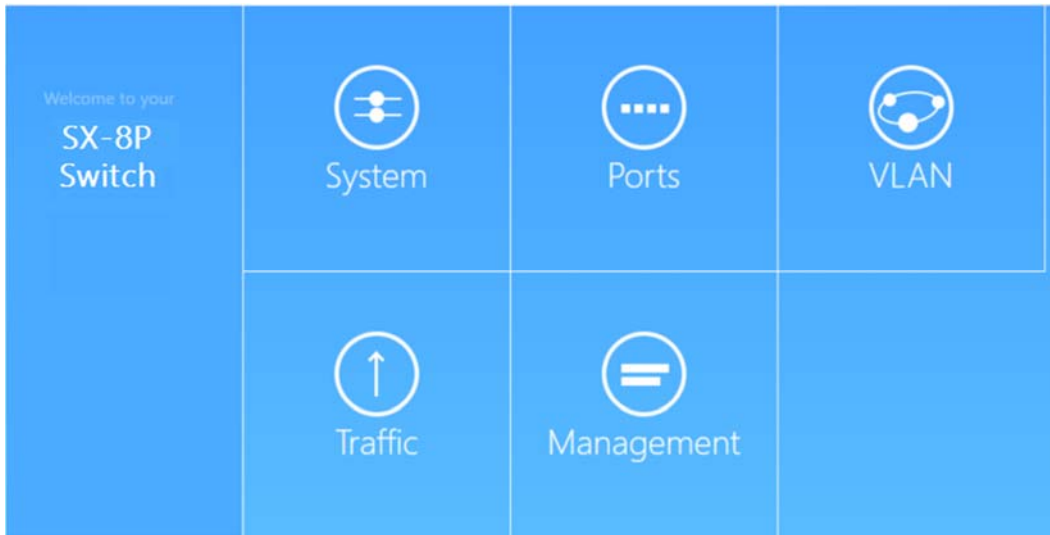 Welcome to your
SX-8P
Switch
System
Ports
VLAN
Traffic
Management